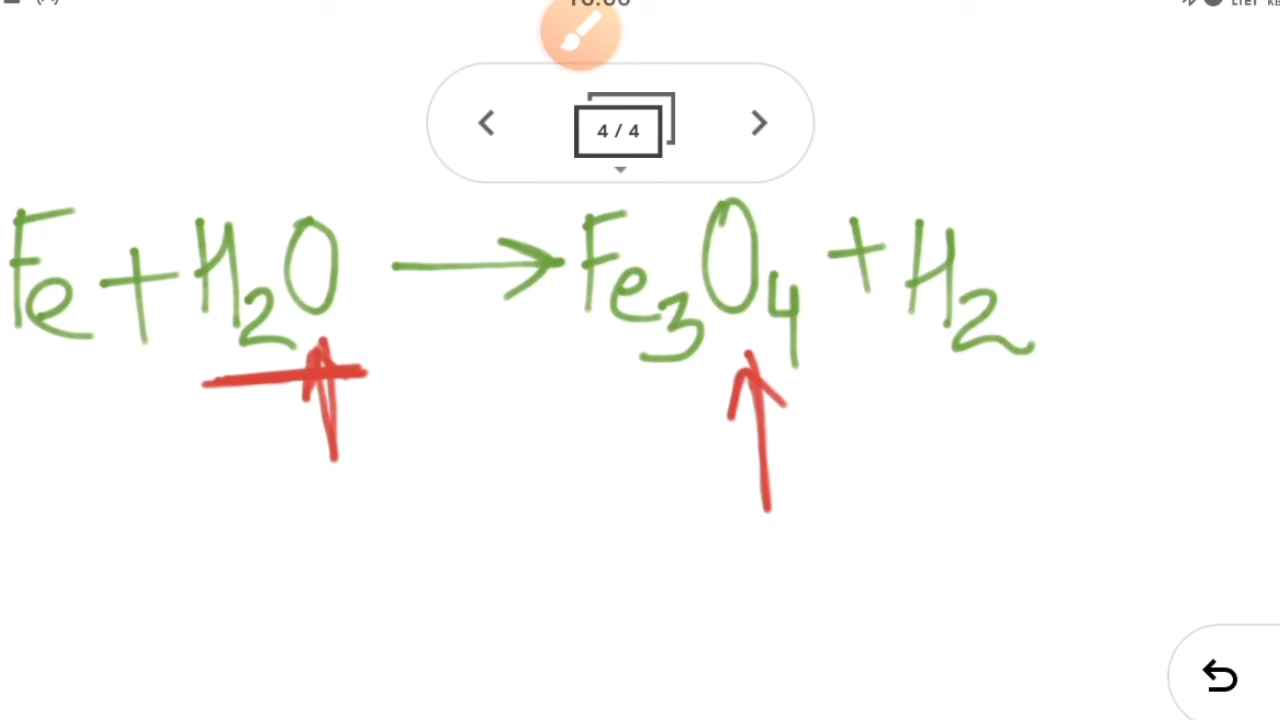 4 / 4
Fe + H₂O → Fe₃O₄ + H₂